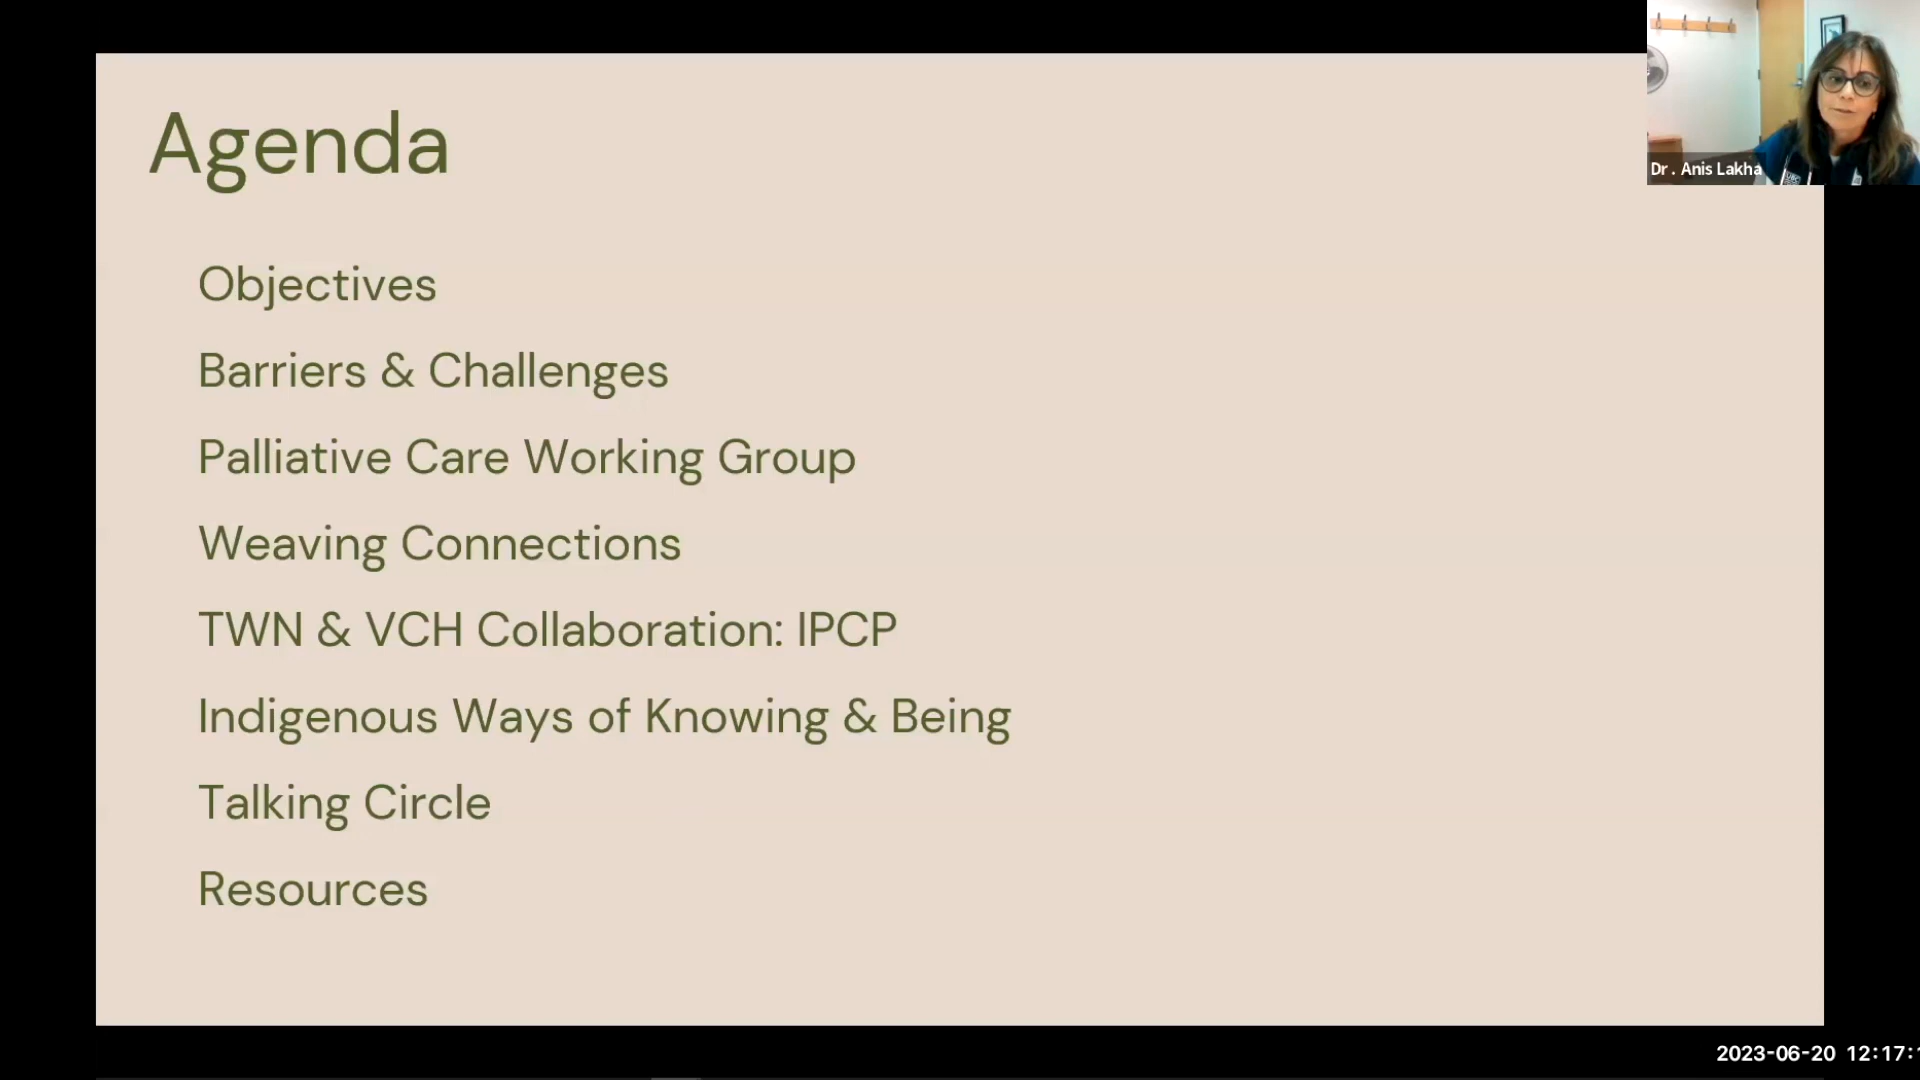 Agenda
Objectives
Barriers & Challenges
Palliative Care Working Group
Weaving Connections
TWN & VCH Collaboration: IPCP
Indigenous Ways of Knowing & Being
Talking Circle
Resources
Dr. Anis Lakha
UBC
2023-06-20 12:17: